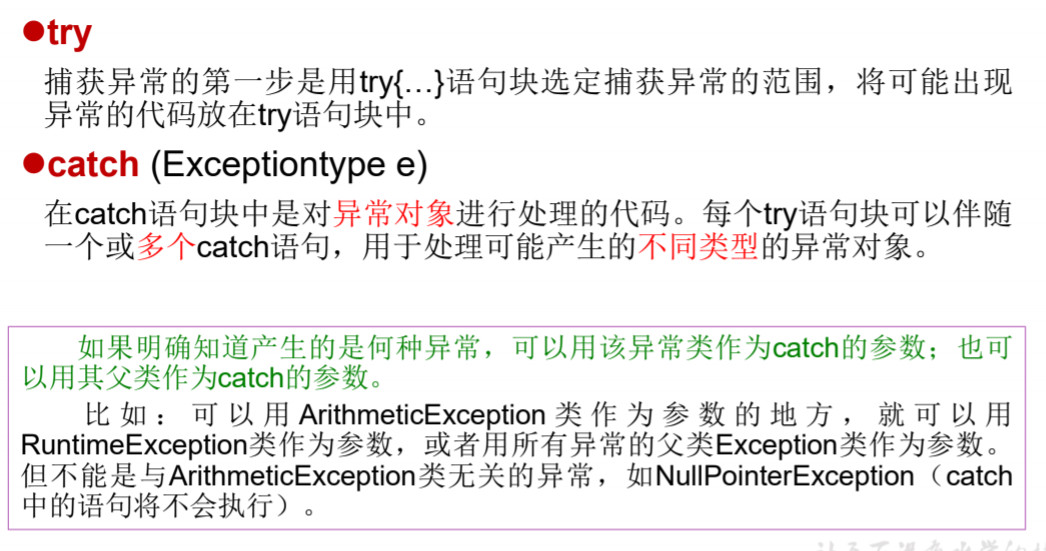 ●try
捕获异常的第一步是用try{…}语句块选定捕获异常的范围，将可能出现
异常的代码放在try语句块中。
●catch (Exceptiontype e)
在catch语句块中是对异常对象进行处理的代码。每个try语句块可以伴随
一个或多个catch语句，用于处理可能产生的不同类型的异常对象。
如果明确知道产生的是何种异常，可以用该异常类作为catch的参数；也可
以用其父类作为catch的参数。
比如：可以用ArithmeticException类作为参数的地方，就可以用
RuntimeException类作为参数，或者用所有异常的父类Exception类作为参数。
但不能是与ArithmeticException类无关的异常，如NullPointerException（catch
中的语句将不会执行）。